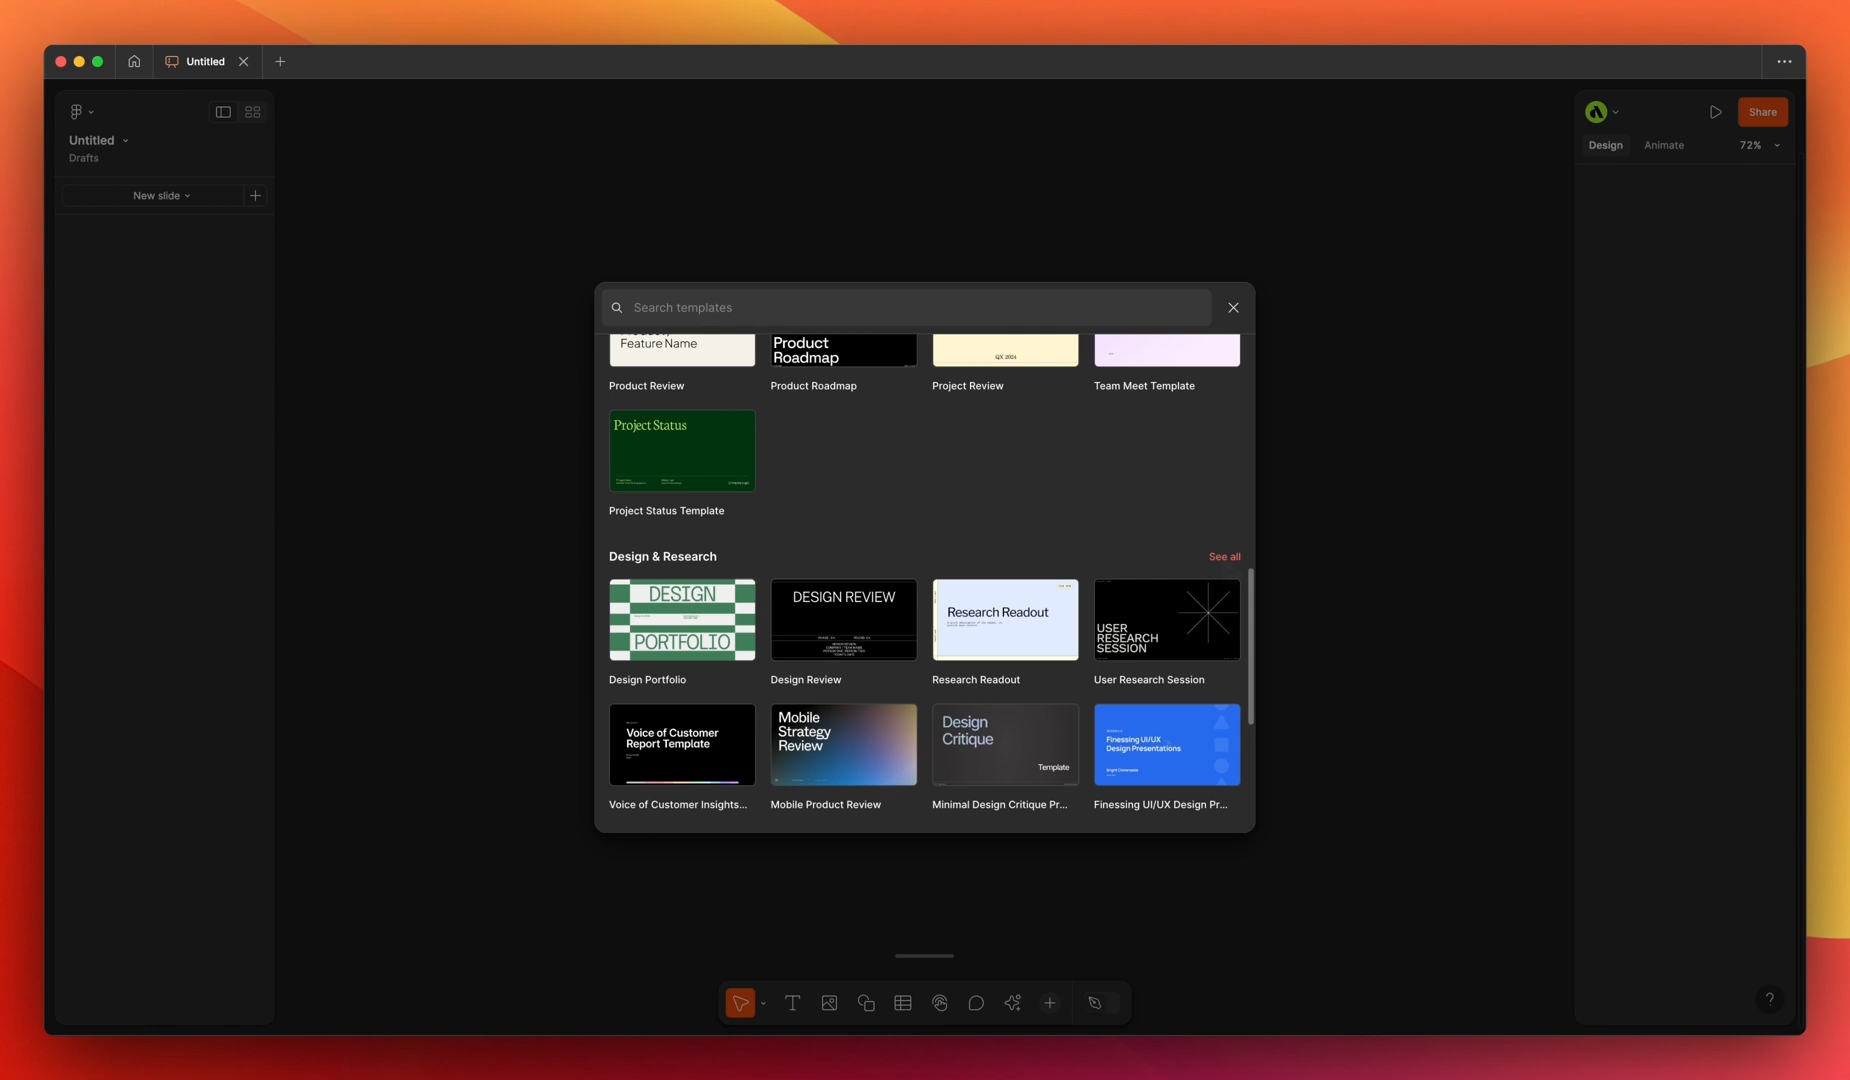 Untitled
Untitled
Drafts
New slide
Share
Design
Animate
72%
Search templates
Feature Name
Product
Roadmap
QX 2024
Product Review
Product Roadmap
Project Review
Team Meet Template
Project Status
Project Status Template
Design & Research
See all
DESIGN
PORTFOLIO
DESIGN REVIEW
Research Readout
USER
RESEARCH
SESSION
Design Portfolio
Design Review
Research Readout
User Research Session
Voice of Customer
Report Template
Mobile
Strategy
Review
Design
Critique
Template
Finessing UI/UX
Design Presentations
Voice of Customer Insights...
Mobile Product Review
Minimal Design Critique Pr...
Finessing UI/UX Design Pr...
?